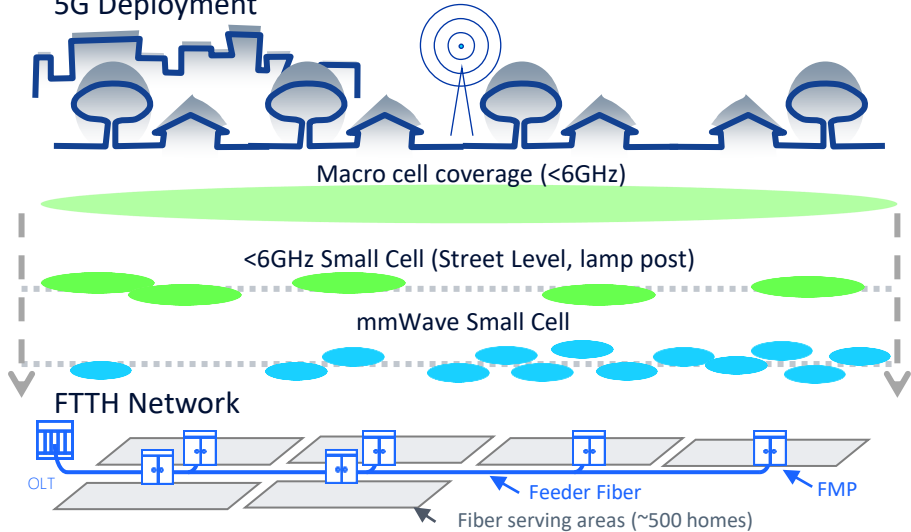 5G Deployment
Macro cell coverage (<6GHz)
<6GHz Small Cell (Street Level, lamp post)
mmWave Small Cell
FTTH Network
OLT
Feeder Fiber
FMP
Fiber serving areas (~500 homes)